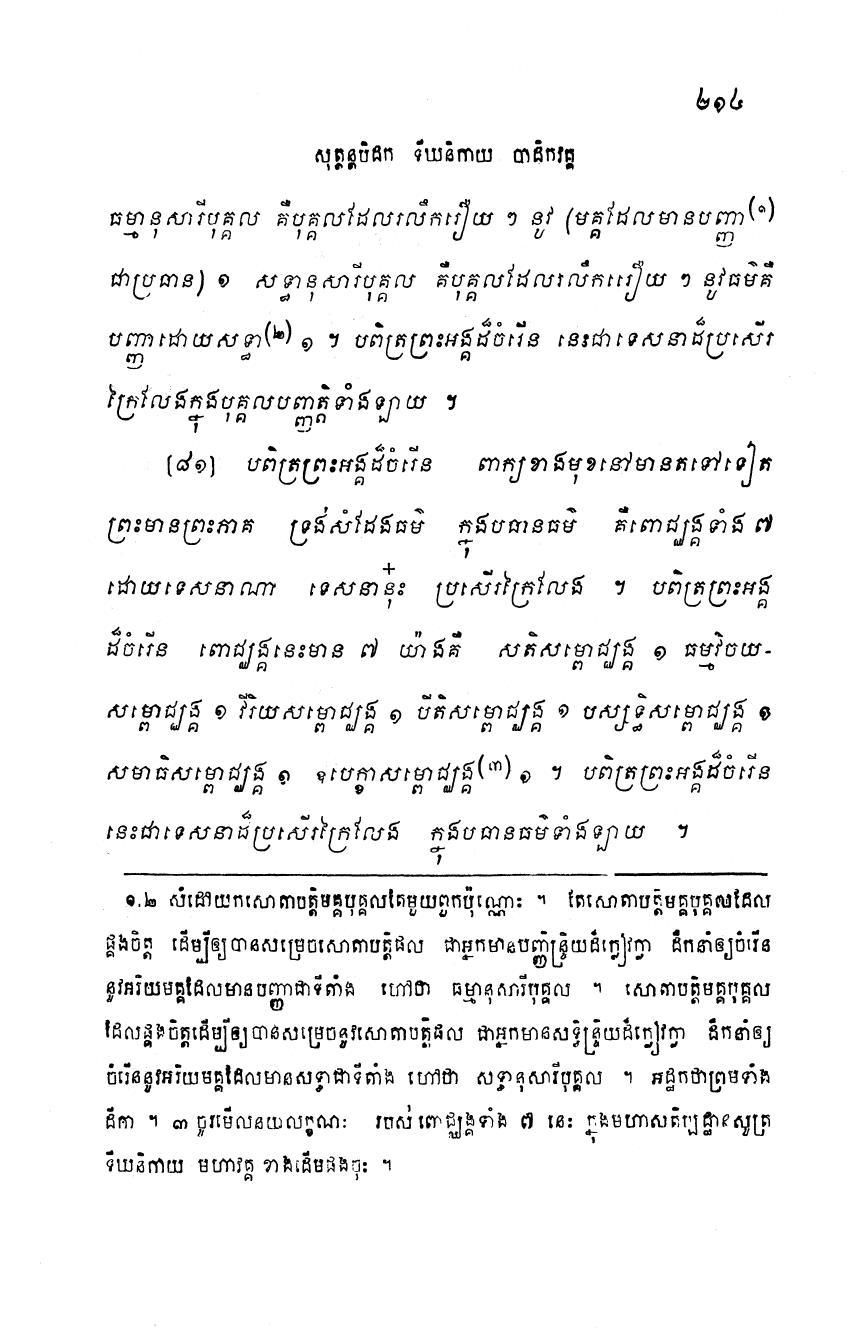 ២១៤
សុត្តន្តបិដក ទីឃនិកាយ បាដិកវគ្គ
ធម្មានុសារីបុគ្គល គឺបុគ្គលដែលរលឹករឿយ ៗ នូវ (មគ្គដែលមានបញ្ញា(១)
ជាប្រធាន) ១ សទ្ធានុសារីបុគ្គល គឺបុគ្គលដែលរលឹករឿយ ៗ នូវធម៌គឺ
បញ្ញាដោយសទ្ធា(២) ១ ។ បពិត្រព្រះអង្គដ៏ចំរើន នេះជាទេសនាដ៏ប្រសើរ
ក្រៃលែងក្នុងបុគ្គលបញ្ញត្តិទាំងឡាយ ។
[៨១] បពិត្រព្រះអង្គដ៏ចំរើន ពាក្យខាងមុខនៅមានតទៅទៀត
ព្រះមានព្រះភាគ ទ្រង់សំដែងធម៌ ក្នុងបធានធម៌ គឺពោជ្ឈង្គទាំង ៧
ដោយទេសនាណា ទេសនានុ៎ះ ប្រសើរក្រៃលែង ។ បពិត្រព្រះអង្គ
ដ៏ចំរើន ពោជ្ឈង្គនេះមាន ៧ យ៉ាងគឺ សតិសម្ពោជ្ឈង្គ ១ ធម្មវិចយ-
សម្ពោជ្ឈង្គ ១ វីរិយសម្ពោជ្ឈង្គ ១ បីតិសម្ពោជ្ឈង្គ ១ បស្សទ្ធិសម្ពោជ្ឈង្គ ១
សមាធិសម្ពោជ្ឈង្គ ១ ឧបេក្ខាសម្ពោជ្ឈង្គ(៣) ១ ។ បពិត្រព្រះអង្គដ៏ចំរើន
នេះជាទេសនាដ៏ប្រសើរក្រៃលែង ក្នុងបធានធម៌ទាំងឡាយ ។
១.២ សំដៅយកសោតាបត្តិមគ្គបុគ្គលតែមួយពួកប៉ុណ្ណោះ ។ តែសោតាបត្តិមគ្គបុគ្គលដែល
ផ្គងចិត្ត ដើម្បីឲ្យបានសម្រេចសោតាបត្តិផល ជាអ្នកមានបញ្ញិន្ទ្រិយដ៏ក្លៀវក្លា ដឹកនាំឲ្យចំរើន
នូវអរិយមគ្គដែលមានបញ្ញាជាទីតាំង ហៅថា ធម្មានុសារីបុគ្គល ។ សោតាបត្តិមគ្គបុគ្គល
ដែលផ្គងចិត្តដើម្បីឲ្យបានសម្រេចនូវសោតាបត្តិផល ជាអ្នកមានសទ្ធិន្ទ្រិយដ៏ក្លៀវក្លា ដឹកនាំឲ្យ
ចំរើននូវអរិយមគ្គដែលមានសទ្ធាជាទីតាំង ហៅថា សទ្ធានុសារីបុគ្គល ។ អដ្ឋកថាព្រមទាំង
ដីកា ។ ៣ ចូរមើលនយលក្ខណៈ របស់ពោជ្ឈង្គទាំង ៧ នេះ ក្នុងមហាសតិប្បដ្ឋានសូត្រ
ទីឃនិកាយ មហាវគ្គ ខាងដើមផងចុះ ។